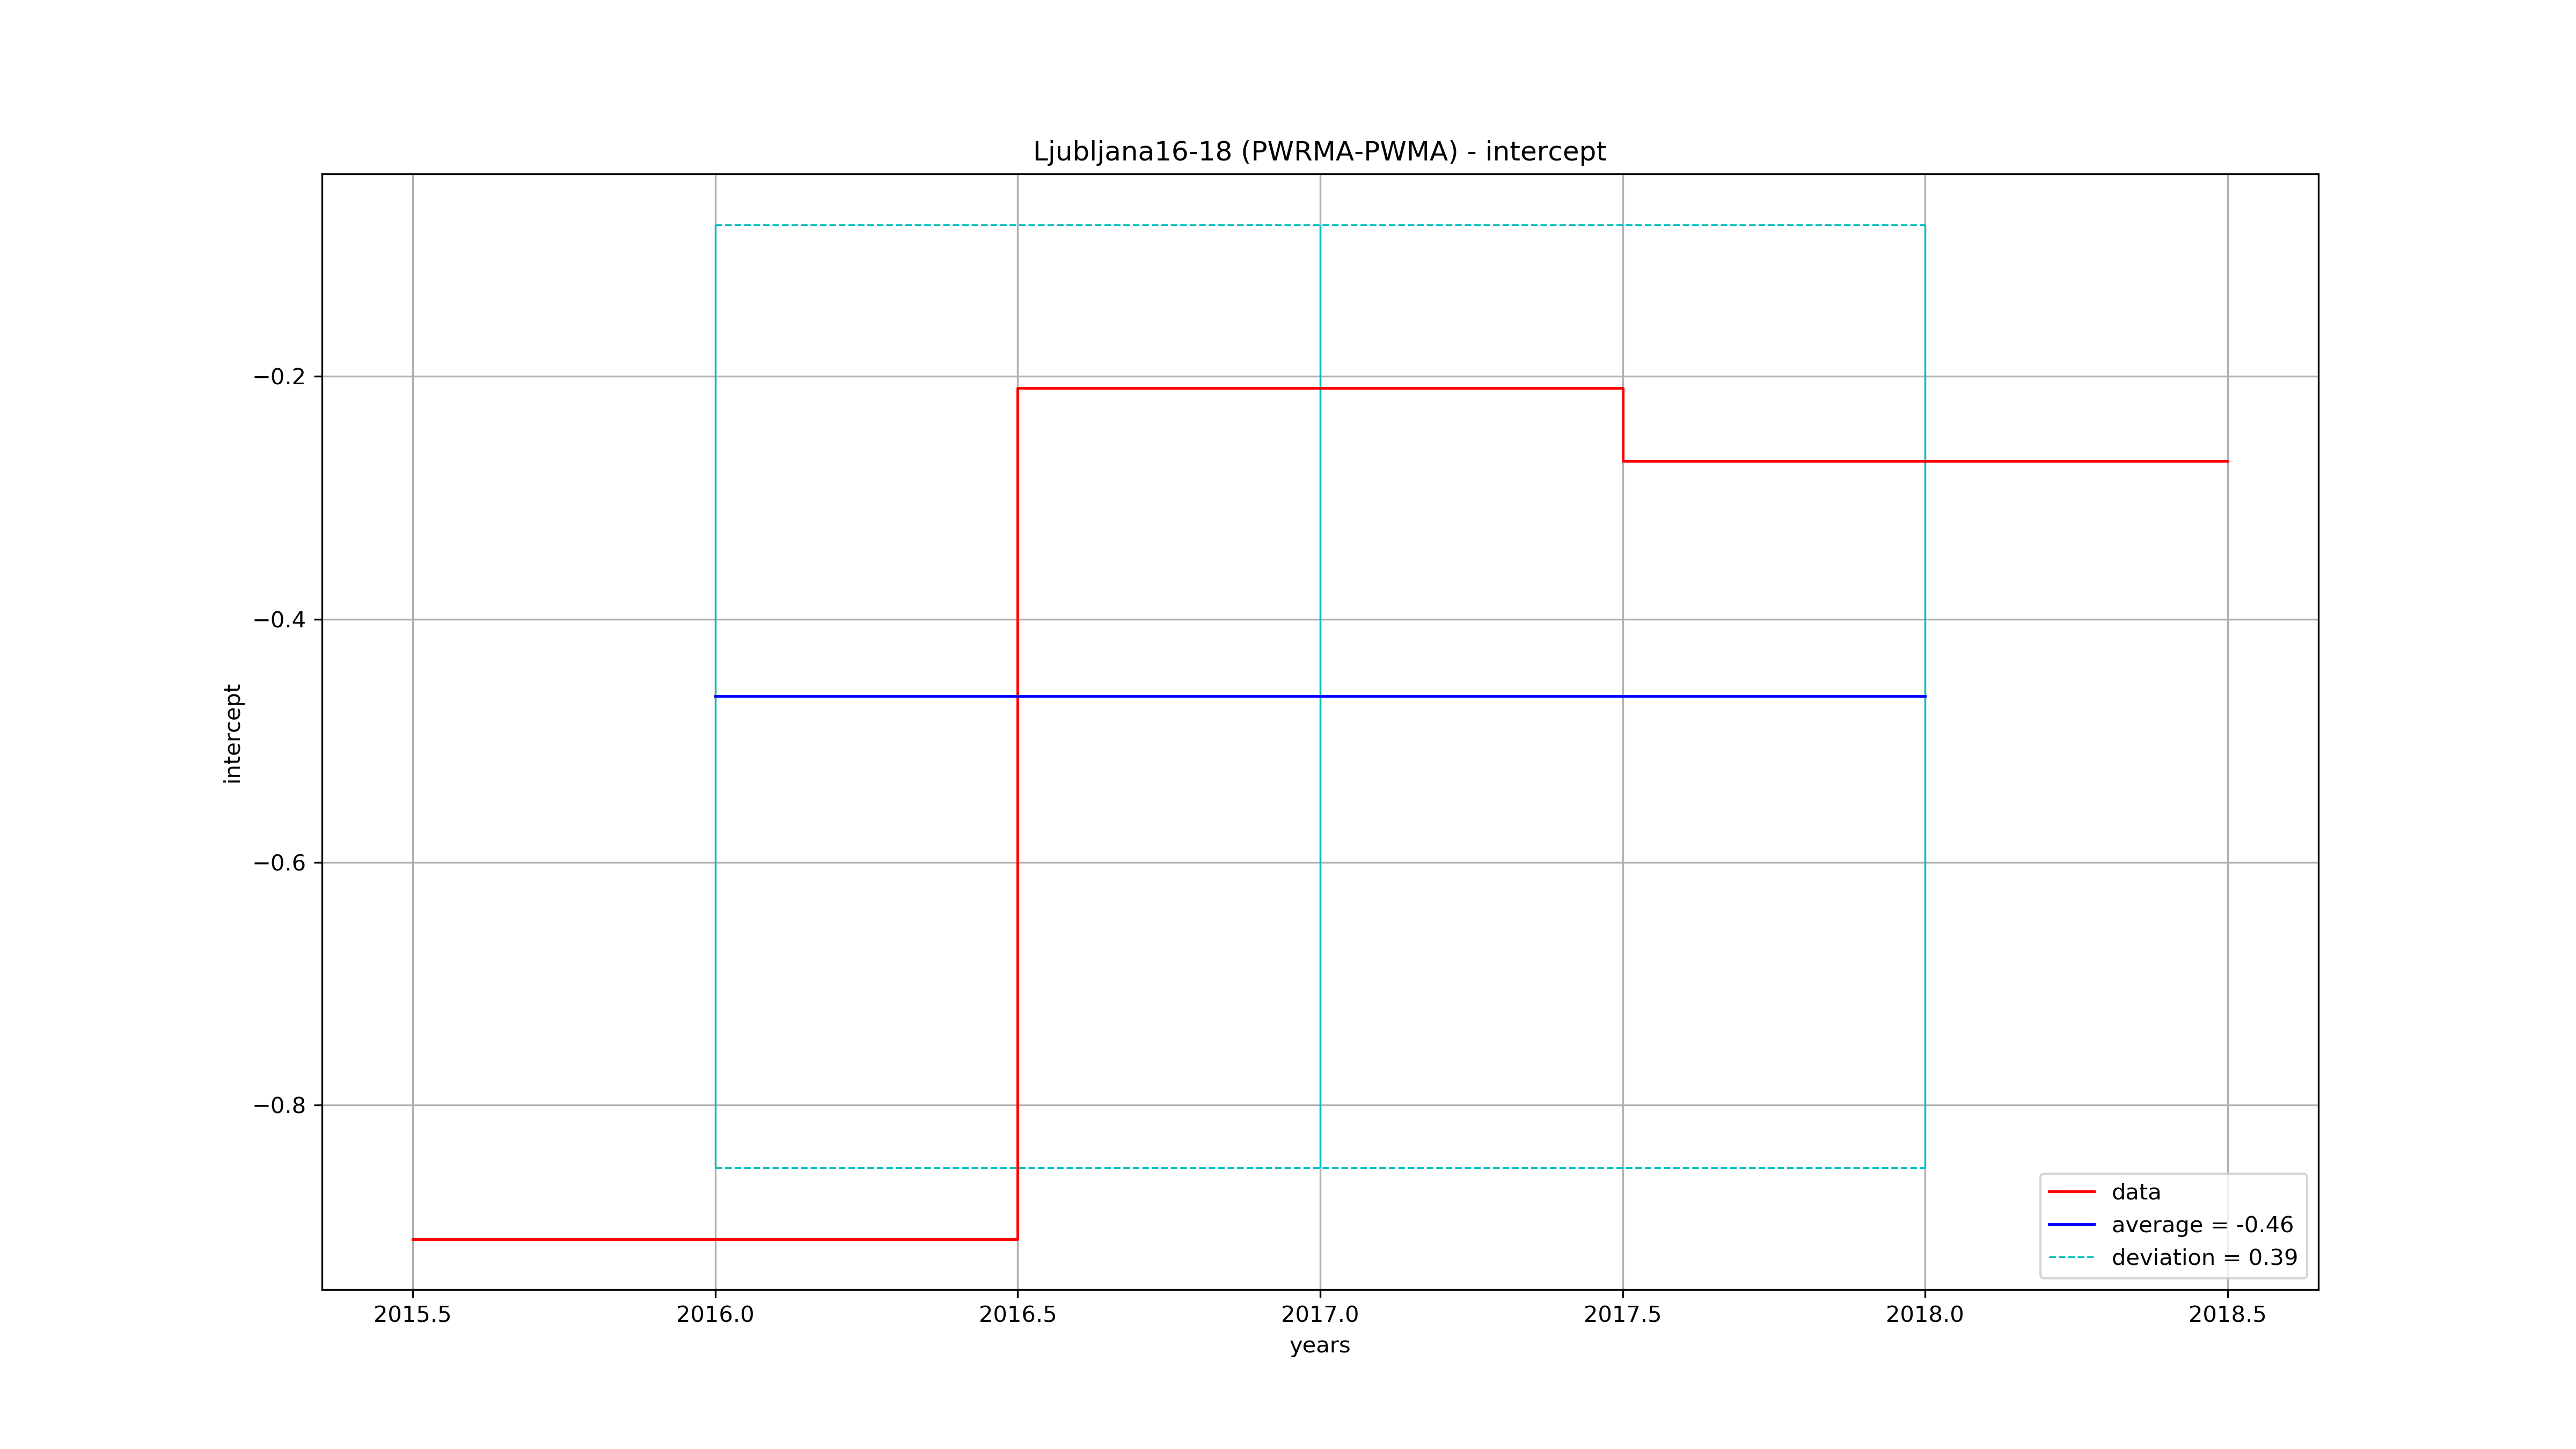 Ljubljana16-18 (PWRMA-PWMA) - intercept
−0.2
−0.4
−0.6
−0.8
intercept
2015.5 2016.0 2016.5 2017.0 2017.5 2018.0 2018.5
years
data
average = -0.46
deviation = 0.39